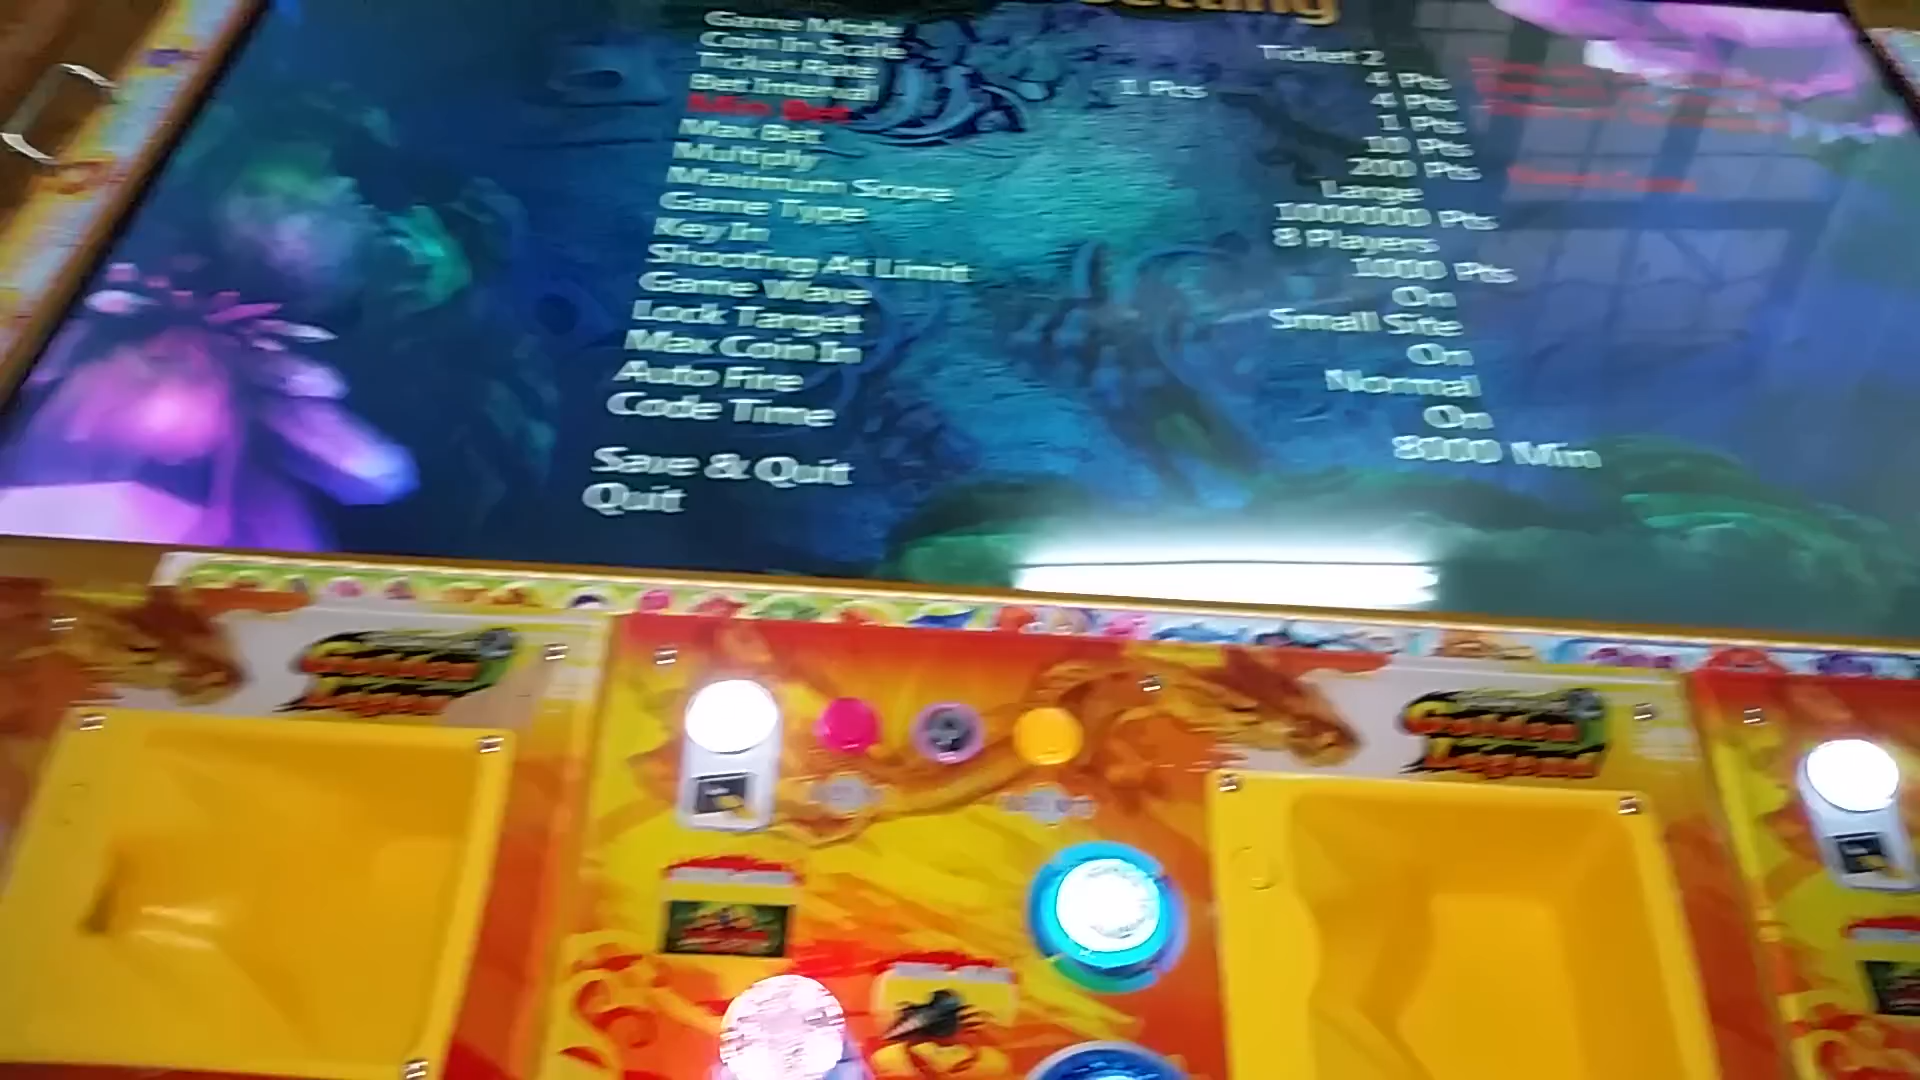 Setting
Game Mode Ticket 2
Coin In Scale 1 Pcs 4 Pts
Ticket Rate 4 Pts
Bet Interval 1 Pts
Min Bet 10 Pts
Max Bet 200 Pts
Multiply Large
Maximum Score 1000000 Pts
Game Type 8 Players
Key In 1000 Pts
Shooting At Limit On
Game Wave Small Site
Lock Target On
Max Coin In Normal
Auto Fire On
Code Time 8000 Min
Save & Quit
Quit
Golden
Legend
Golden
Legend